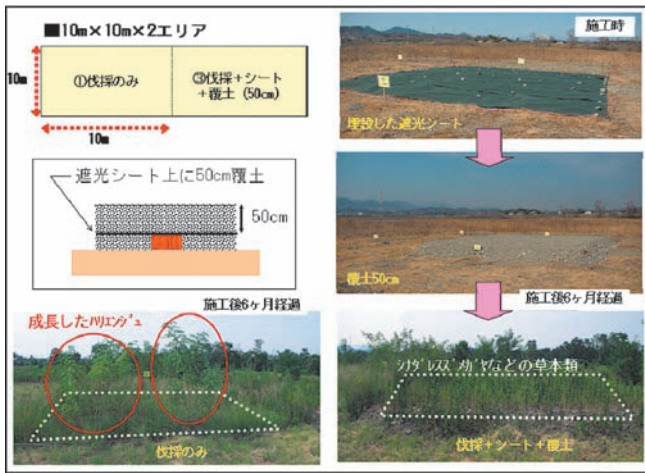 ■10m×10m×2エリア
10m
①伐採のみ
③伐採+シート
+覆土(50cm)
10m
遮光シート上に50cm覆土
50cm
施工時
埋設した遮光シート
覆土50cm
施工後6ヶ月経過
成長したハリエンジュ
伐採のみ
施工後6ヶ月経過
シナダレスズメガヤなどの草本類
伐採+シート+覆土